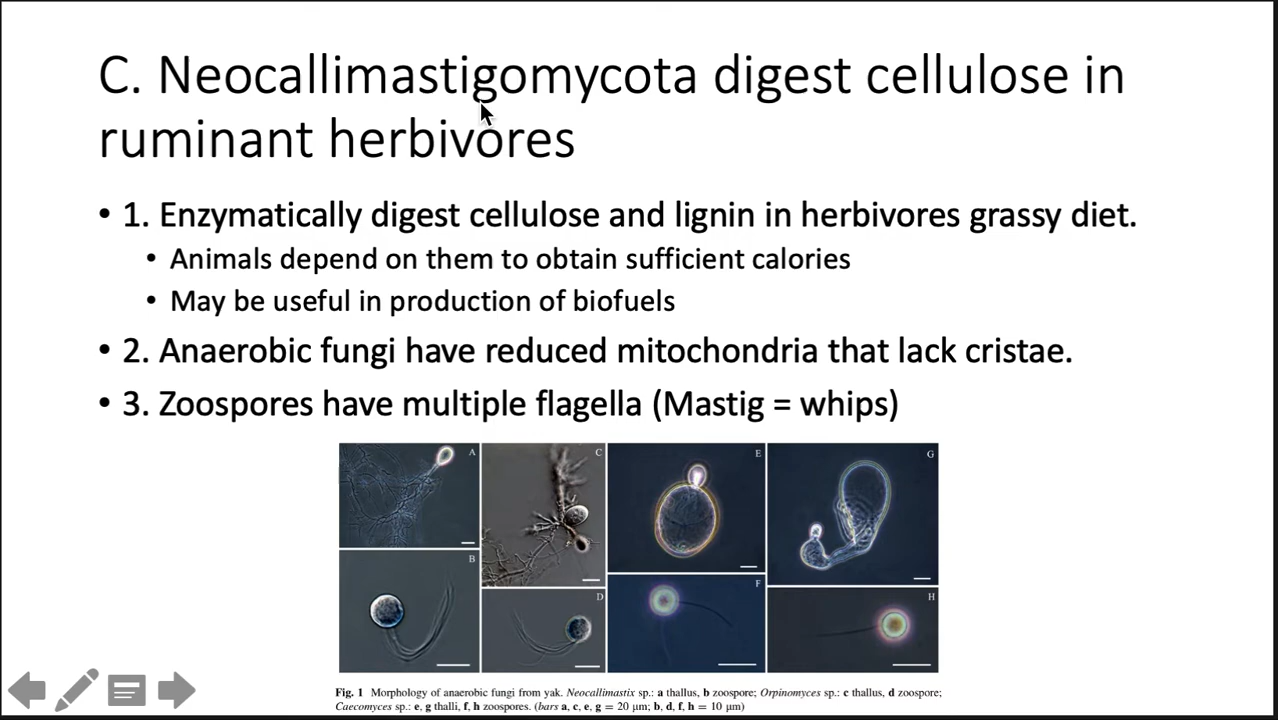 C. Neocallimastigomycota digest cellulose in
ruminant herbivores
• 1. Enzymatically digest cellulose and lignin in herbivores grassy diet.
• Animals depend on them to obtain sufficient calories
• May be useful in production of biofuels
• 2. Anaerobic fungi have reduced mitochondria that lack cristae.
• 3. Zoospores have multiple flagella (Mastig = whips)
A
C
E
G
B
D
F
H
Fig. 1 Morphology of anaerobic fungi from yak. Neocallimastix sp.: a thallus, b zoospore; Orpinomyces sp.: c thallus, d zoospore;
Caecomyces sp.: e, g thalli, f, h zoospores. (bars a, c, e, g = 20 μm; b, d, f, h = 10 μm)